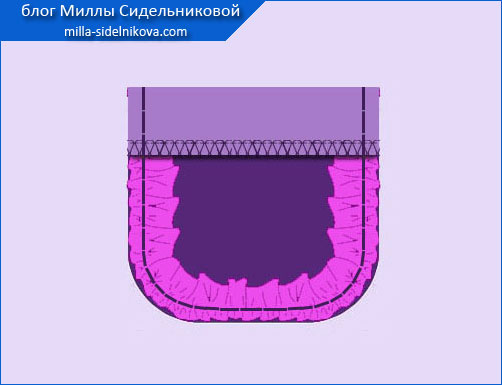 блог Миллы Сидельниковой
milla-sidelnikova.com